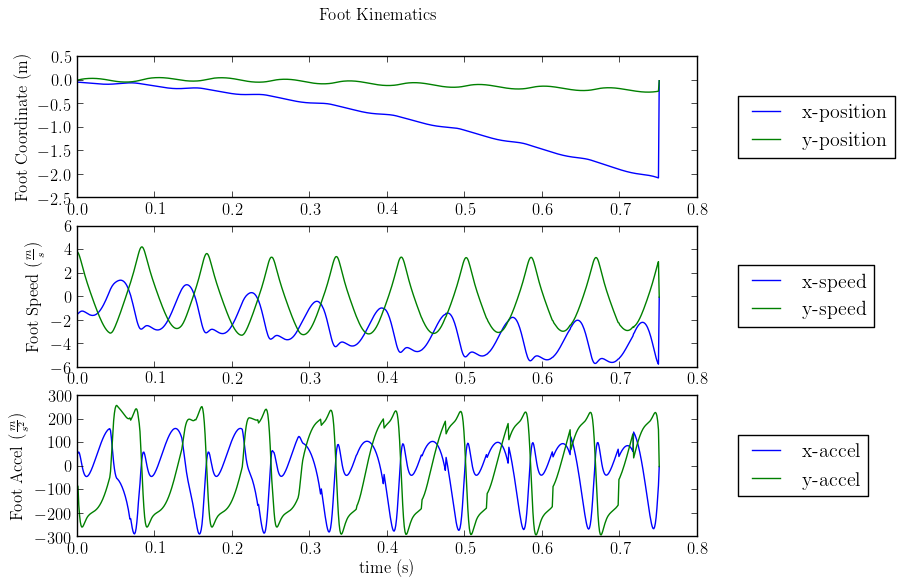 Foot Kinematics
Foot Coordinate (m)
0.5
0.0
−0.5
−1.0
−1.5
−2.0
−2.5
0.0 0.1 0.2 0.3 0.4 0.5 0.6 0.7 0.8
x-position
y-position
Foot Speed (m/s)
6
4
2
0
−2
−4
−6
0.0 0.1 0.2 0.3 0.4 0.5 0.6 0.7 0.8
x-speed
y-speed
Foot Accel (m/s²)
300
200
100
0
−100
−200
−300
0.0 0.1 0.2 0.3 0.4 0.5 0.6 0.7 0.8
time (s)
x-accel
y-accel